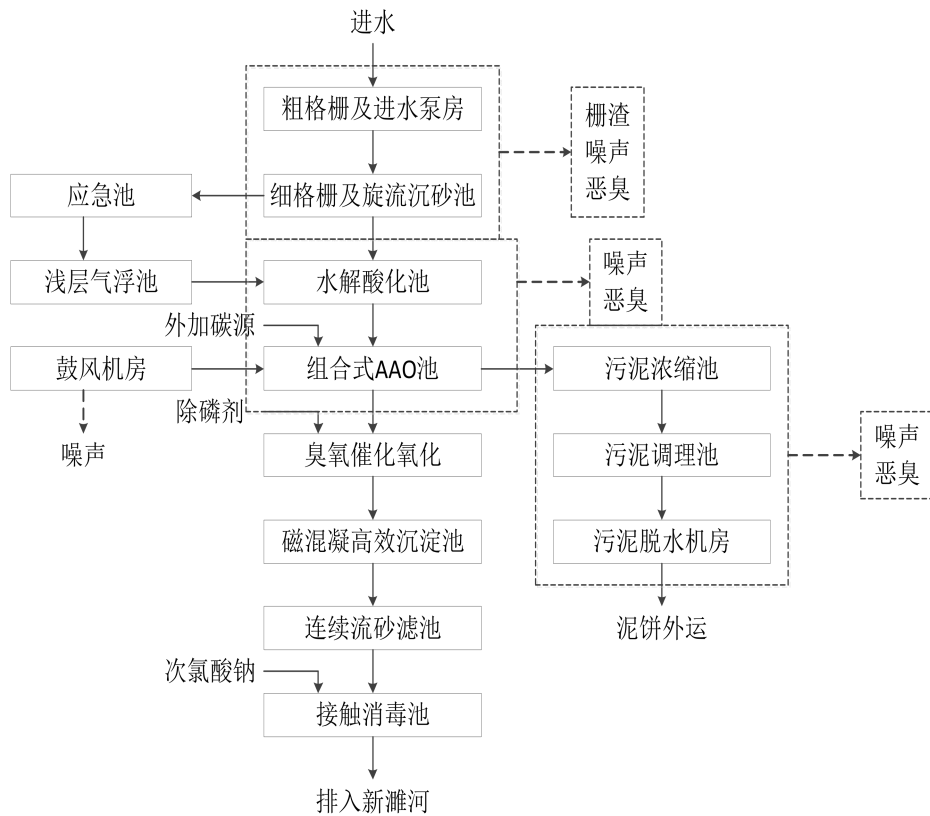 进水
粗格栅及进水泵房
栅渣
噪声
恶臭
应急池
细格栅及旋流沉砂池
浅层气浮池
水解酸化池
噪声
恶臭
外加碳源
鼓风机房
组合式AAO池
污泥浓缩池
除磷剂
噪声
臭氧催化氧化
污泥调理池
噪声
恶臭
磁混凝高效沉淀池
污泥脱水机房
连续流砂滤池
泥饼外运
次氯酸钠
接触消毒池
排入新濉河